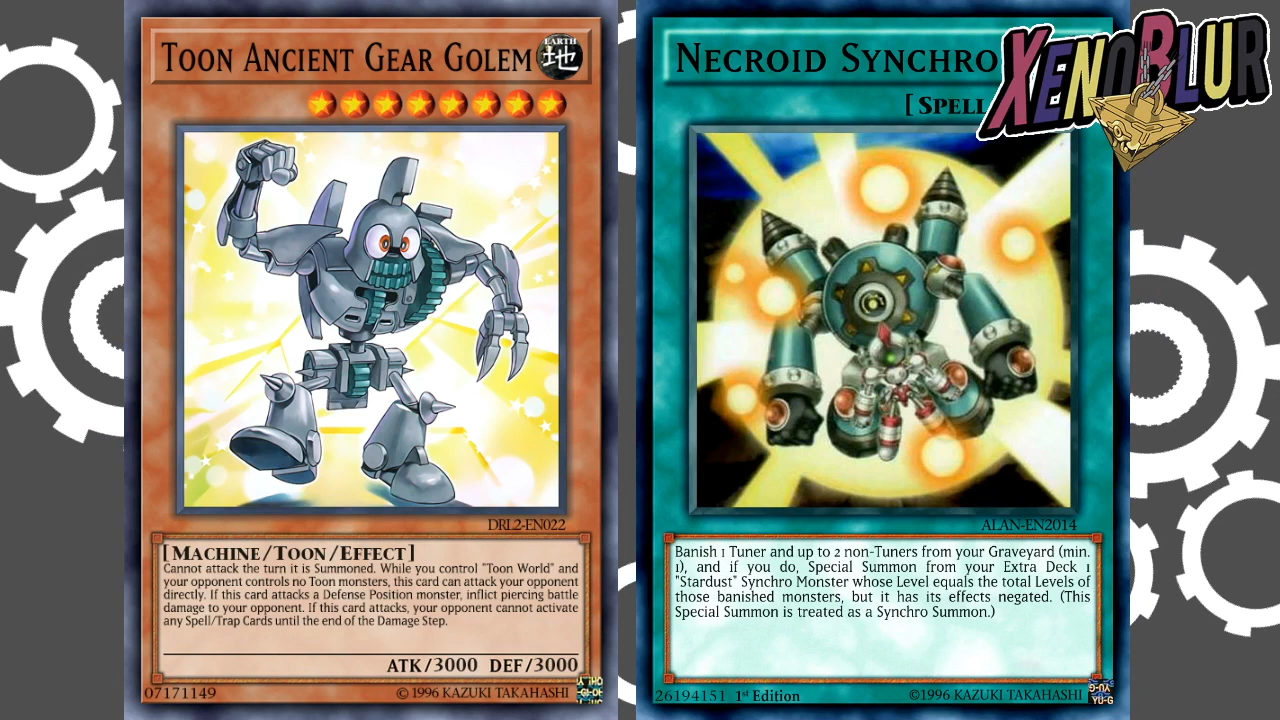 TOON ANCIENT GEAR GOLEM
EARTH
地
DRL2-EN022
[MACHINE/TOON/EFFECT]
Cannot attack the turn it is Summoned. While you control "Toon World" and
your opponent controls no Toon monsters, this card can attack your opponent
directly. If this card attacks a Defense Position monster, inflict piercing battle
damage to your opponent. If this card attacks, your opponent cannot activate
any Spell/Trap Cards until the end of the Damage Step.
ATK/3000 DEF/3000
07171149
©1996 KAZUKI TAKAHASHI
NECROID SYNCHRO
[SPELL
XENOBLUR
ALAN-EN2014
Banish 1 Tuner and up to 2 non-Tuners from your Graveyard (min.
1), and if you do, Special Summon from your Extra Deck 1
"Stardust" Synchro Monster whose Level equals the total Levels of
those banished monsters, but it has its effects negated. (This
Special Summon is treated as a Synchro Summon.)
26194151 1st Edition
©1996 KAZUKI TAKAHASHI